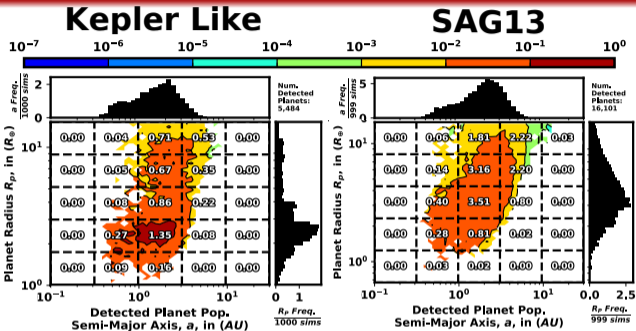 Kepler Like SAG13
10⁻⁷ 10⁻⁶ 10⁻⁵ 10⁻⁴ 10⁻³ 10⁻² 10⁻¹ 10⁰
a Freq. 1000 sims
2
0
Num. Detected Planets: 5,484
a Freq. 999 sims
5
0
Num. Detected Planets: 16,101
Planet Radius Rₚ, in (R⊕)
10¹
10⁰
0.00 0.04 0.71 0.53 0.00
0.00 0.05 0.67 0.35 0.00
0.00 0.08 0.86 0.22 0.00
0.00 0.27 1.35 0.08 0.00
0.00 0.09 0.16 0.00 0.00
10⁻¹ 10⁰ 10¹
0 1
Detected Planet Pop.
Semi-Major Axis, a, in (AU)
Rₚ Freq.
1000 sims
Planet Radius Rₚ, in (R⊕)
10¹
10⁰
0.00 0.06 1.81 2.22 0.03
0.00 0.14 3.16 2.20 0.00
0.00 0.40 3.51 0.80 0.00
0.00 0.28 0.81 0.02 0.00
0.00 0.03 0.02 0.00 0.00
10⁻¹ 10⁰ 10¹
0.0 2.5
Detected Planet Pop.
Semi-Major Axis, a, in (AU)
Rₚ Freq.
999 sims